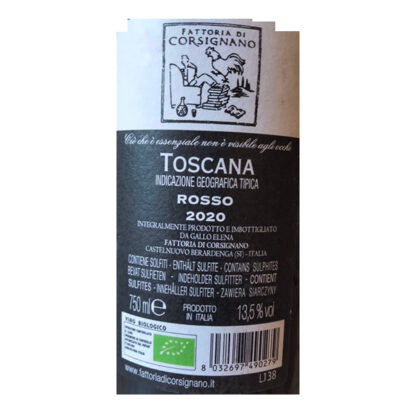 FATTORIA DI
CORSIGNANO
Ciò che è essenziale non è visibile agli occhi
TOSCANA
INDICAZIONE GEOGRAFICA TIPICA
ROSSO
2020
INTEGRALMENTE PRODOTTO E IMBOTTIGLIATO
DA GALLO ELENA
FATTORIA DI CORSIGNANO
CASTELNUOVO BERARDENGA (SI) - ITALIA
CONTIENE SOLFITI - ENTHÄLT SULFITE - CONTAINS SULPHITES
BEVAT SULFIETEN - INDEHOLDER SULFITTER - CONTIENT
SULFITES - INNEHÅLLER SULFITER - ZAWIERA SIARCZYNY
750 ml e PRODOTTO IN ITALIA 13,5% vol
VINO BIOLOGICO
8 032697 490279
www.fattoriadicorsignano.it
L138